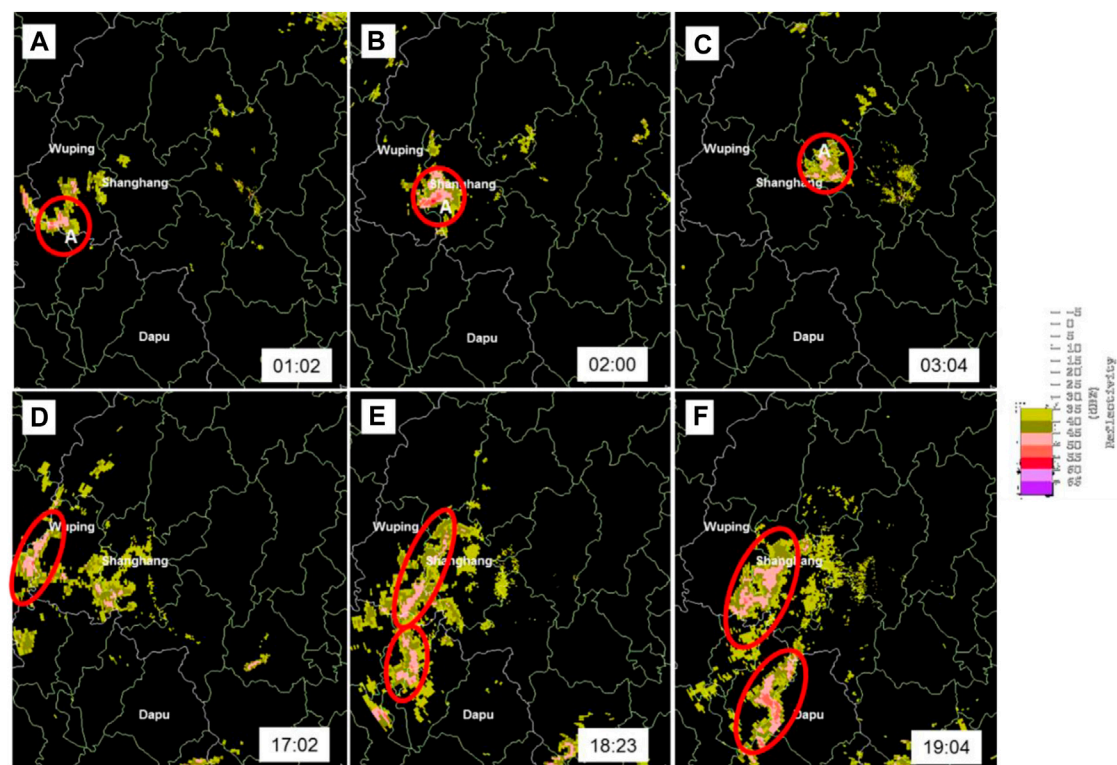 A
Wuping
Shanghang
A
Dapu
01:02
B
Wuping
Shanghang
A
Dapu
02:00
C
A
Wuping
Shanghang
Dapu
03:04
D
Wuping
Shanghang
Dapu
17:02
E
Wuping
Shanghang
Dapu
18:23
F
Wuping
Shanghang
Dapu
19:04
Reflectivity
(dBZ)